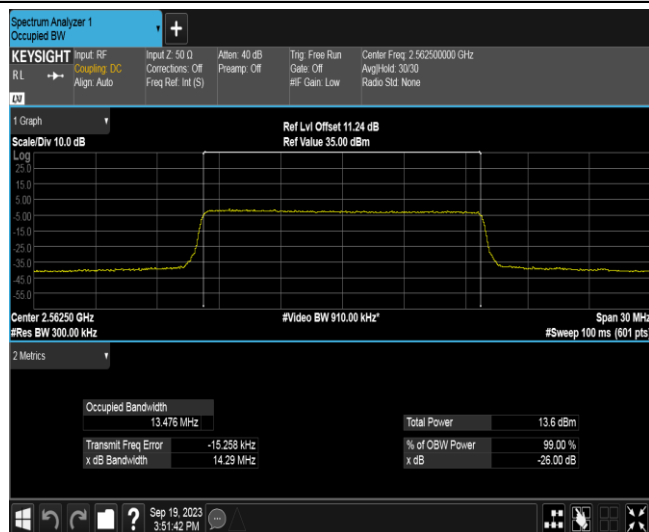 Spectrum Analyzer 1
Occupied BW
KEYSIGHT Input: RF Input Z: 50 Ω Atten: 40 dB Trig: Free Run Center Freq: 2.562500000 GHz
RL Coupling: DC Corrections: Off Preamp: Off Gate: Off Avg|Hold: 30/30
Align: Auto Freq Ref: Int (S) #IF Gain: Low Radio Std: None
LXI
1 Graph
Ref Lvl Offset 11.24 dB
Scale/Div 10.0 dB Ref Value 35.00 dBm
Log
25.0
15.0
5.00
-5.00
-15.0
-25.0
-35.0
-45.0
-55.0
Center 2.56250 GHz #Video BW 910.00 kHz* Span 30 MHz
#Res BW 300.00 kHz #Sweep 100 ms (601 pts)
2 Metrics
Occupied Bandwidth
13.476 MHz Total Power 13.6 dBm
Transmit Freq Error -15.258 kHz % of OBW Power 99.00 %
x dB Bandwidth 14.29 MHz x dB -26.00 dB
? Sep 19, 2023
3:51:42 PM